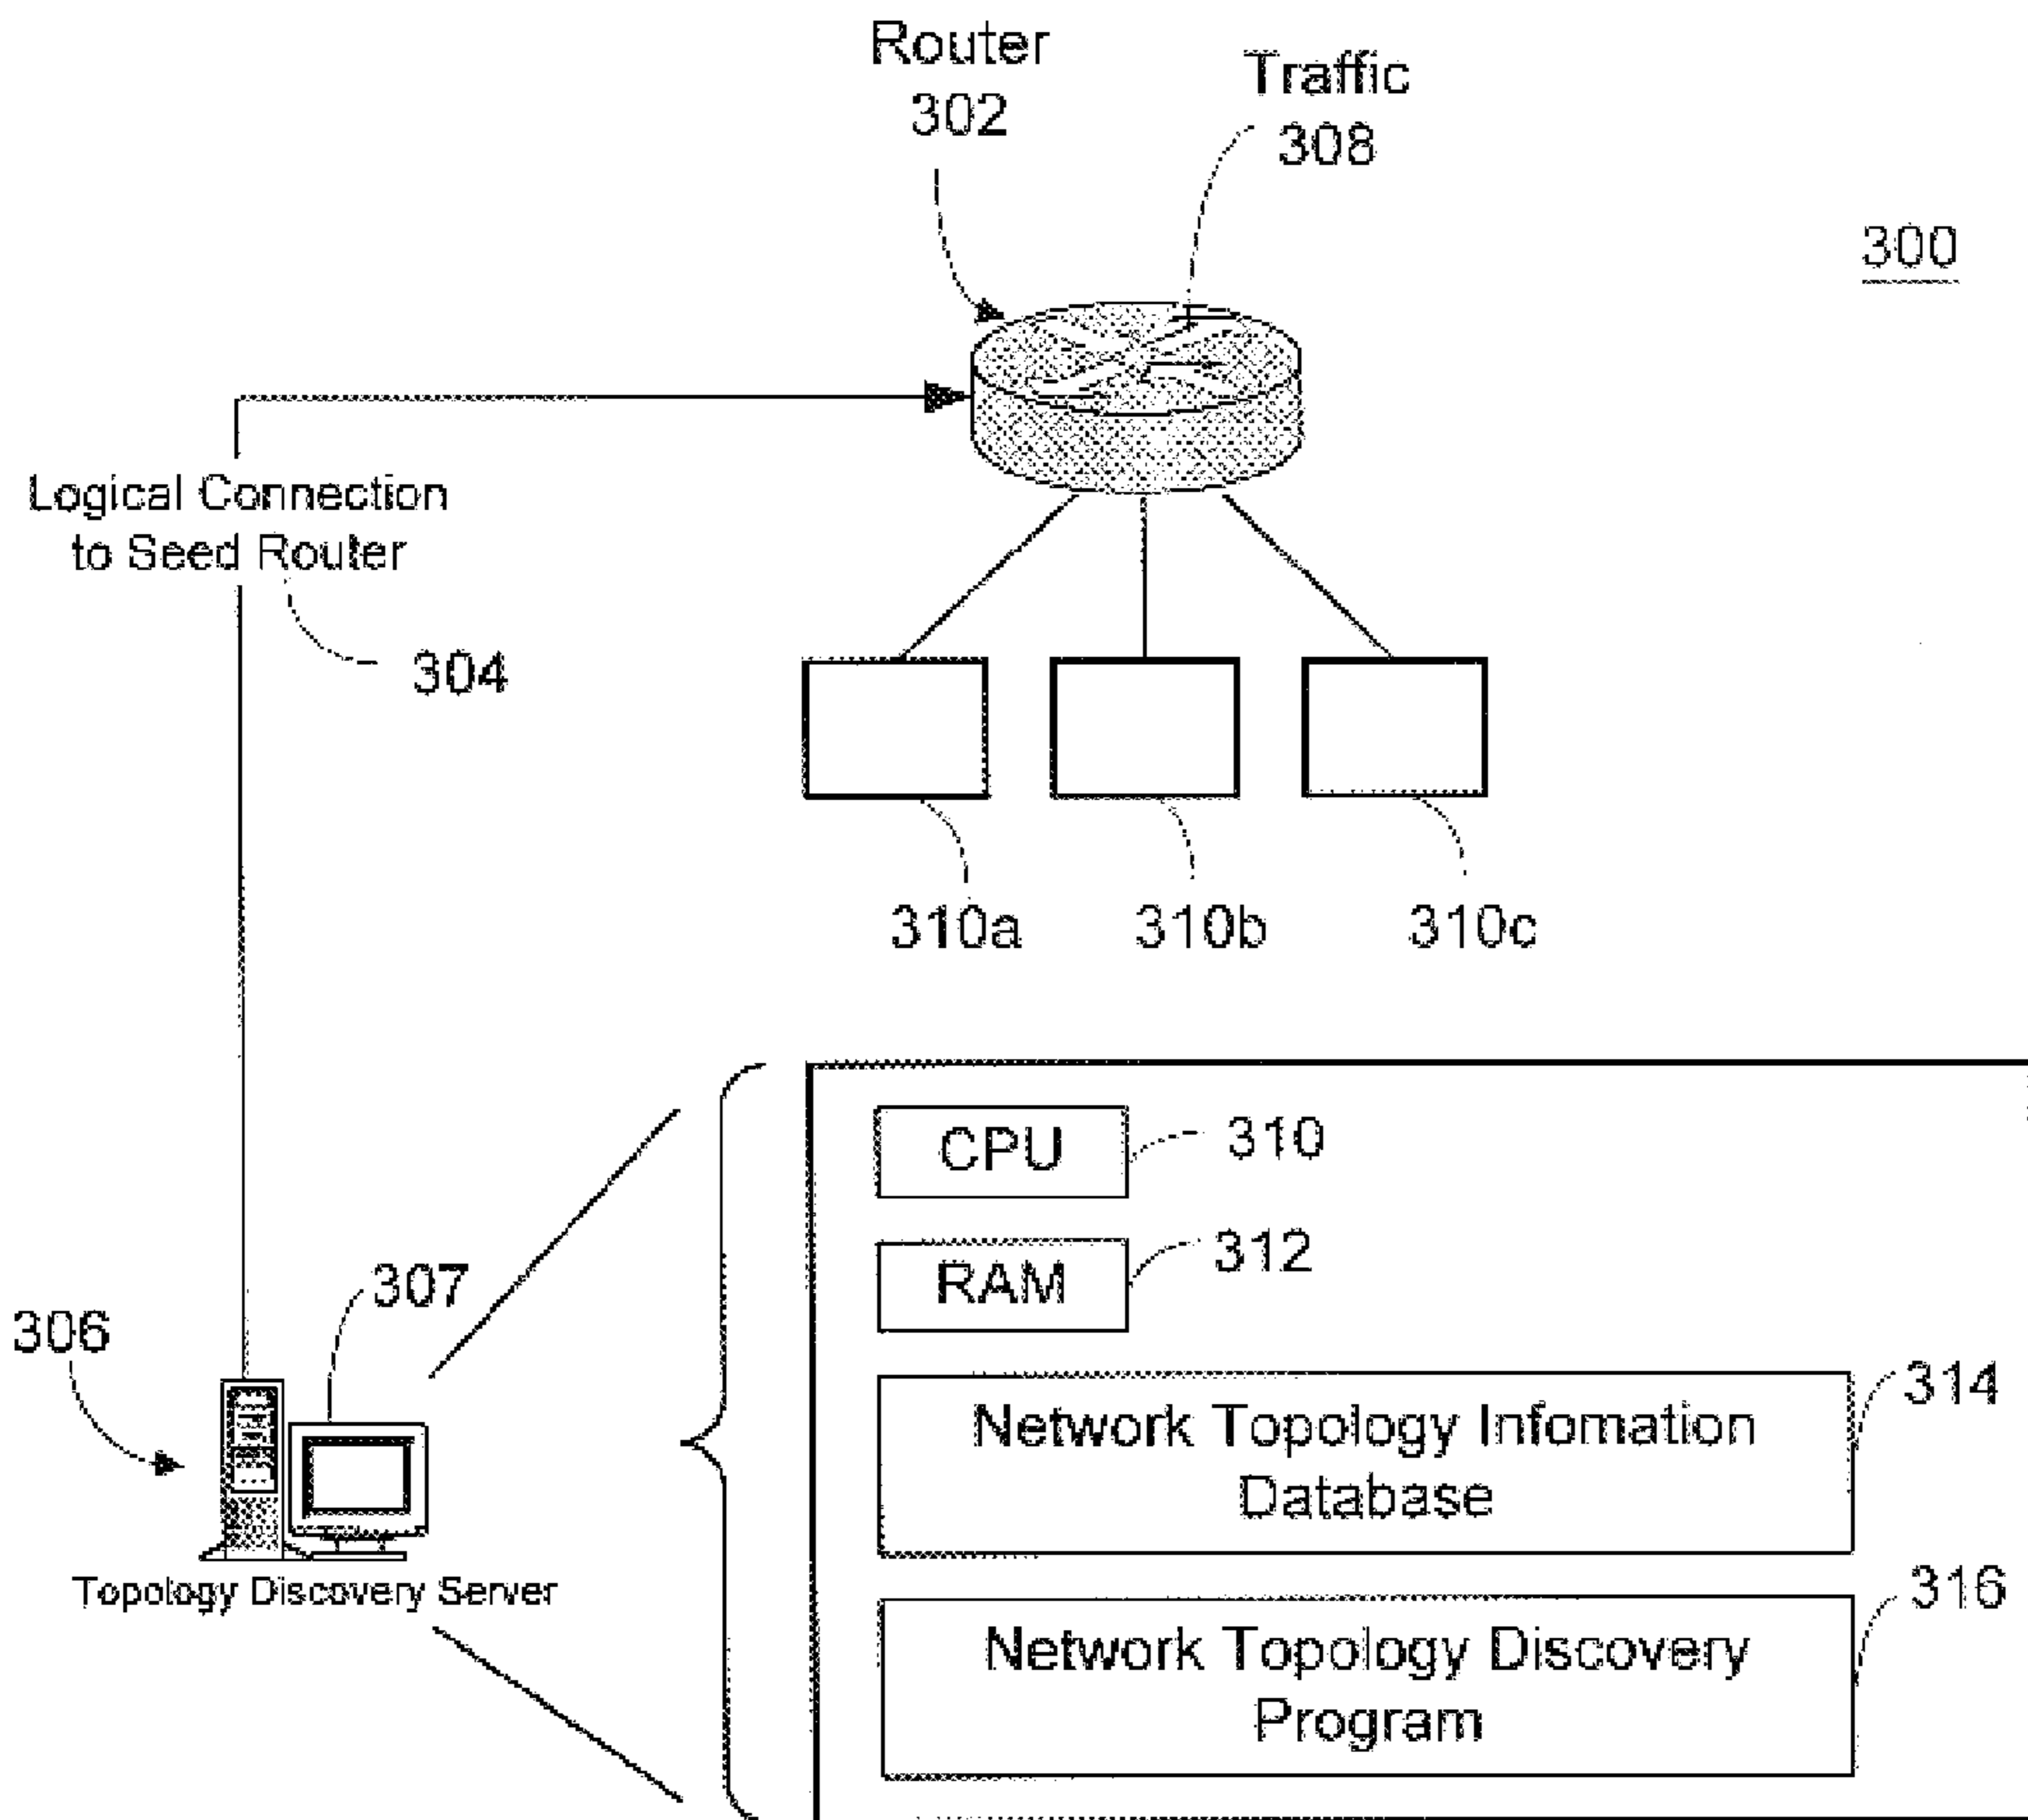 Router
302
Traffic
308
300
Logical Connection
to Seed Router
304
310a
310b
310c
CPU
310
RAM
312
307
306
Network Topology Infomation
Database
314
Topology Discovery Server
Network Topology Discovery
Program
316